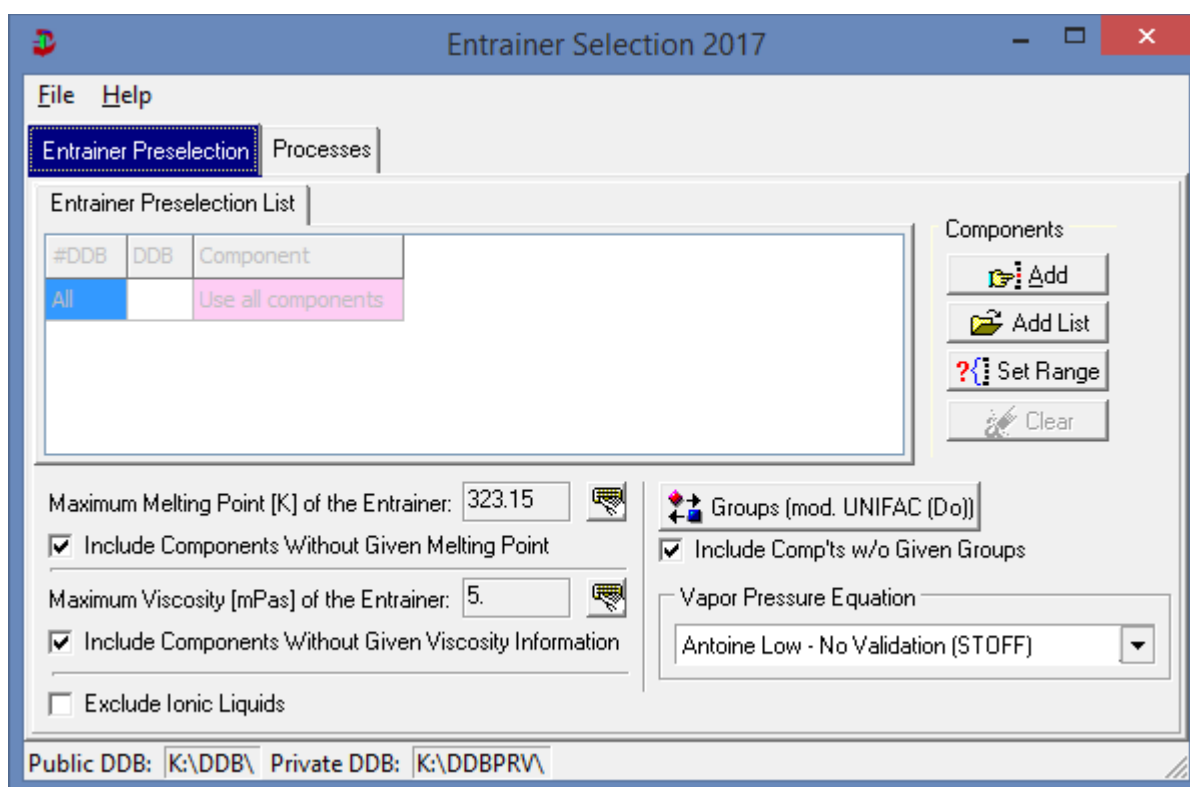 Entrainer Selection 2017
File Help
Entrainer Preselection Processes
Entrainer Preselection List
#DDB DDB Component
All Use all components
Components
Add
Add List
Set Range
Clear
Maximum Melting Point [K] of the Entrainer: 323.15
Include Components Without Given Melting Point
Maximum Viscosity [mPas] of the Entrainer: 5.
Include Components Without Given Viscosity Information
Exclude Ionic Liquids
Groups (mod. UNIFAC (Do))
Include Comp'ts w/o Given Groups
Vapor Pressure Equation
Antoine Low - No Validation (STOFF)
Public DDB: K:\DDB\ Private DDB: K:\DDBPRV\